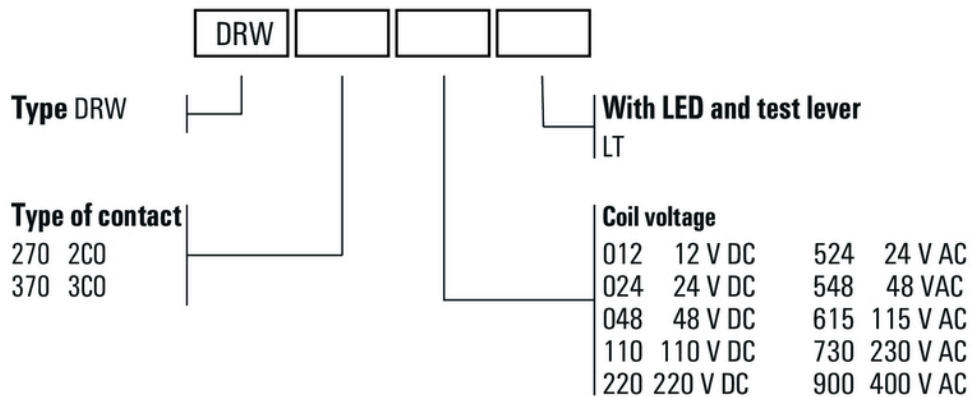 DRW
Type DRW
With LED and test lever
LT
Type of contact
270 2CO
370 3CO
Coil voltage
012 12 V DC 524 24 V AC
024 24 V DC 548 48 VAC
048 48 V DC 615 115 V AC
110 110 V DC 730 230 V AC
220 220 V DC 900 400 V AC